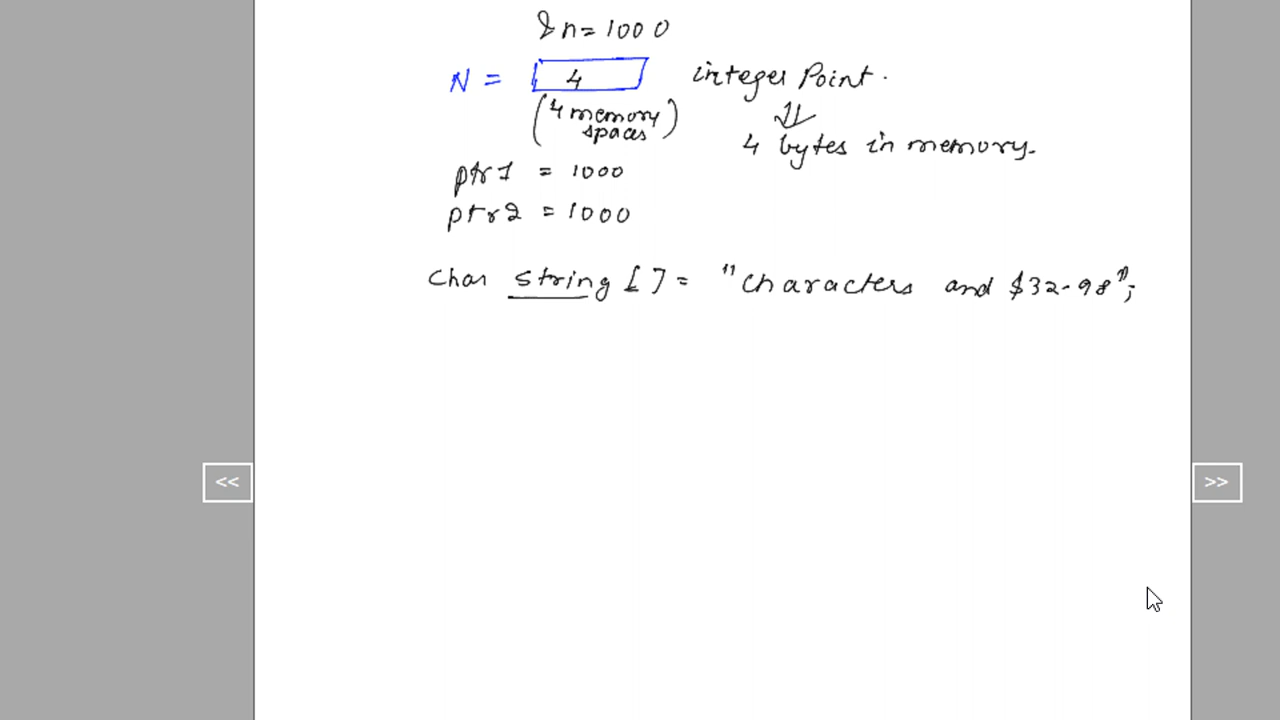 &n = 1000
N = 4 integer Point.
(4 memory spaces)
4 bytes in memory.
ptr1 = 1000
ptr2 = 1000
Char string [] = "Characters and $32.98";
<< >>